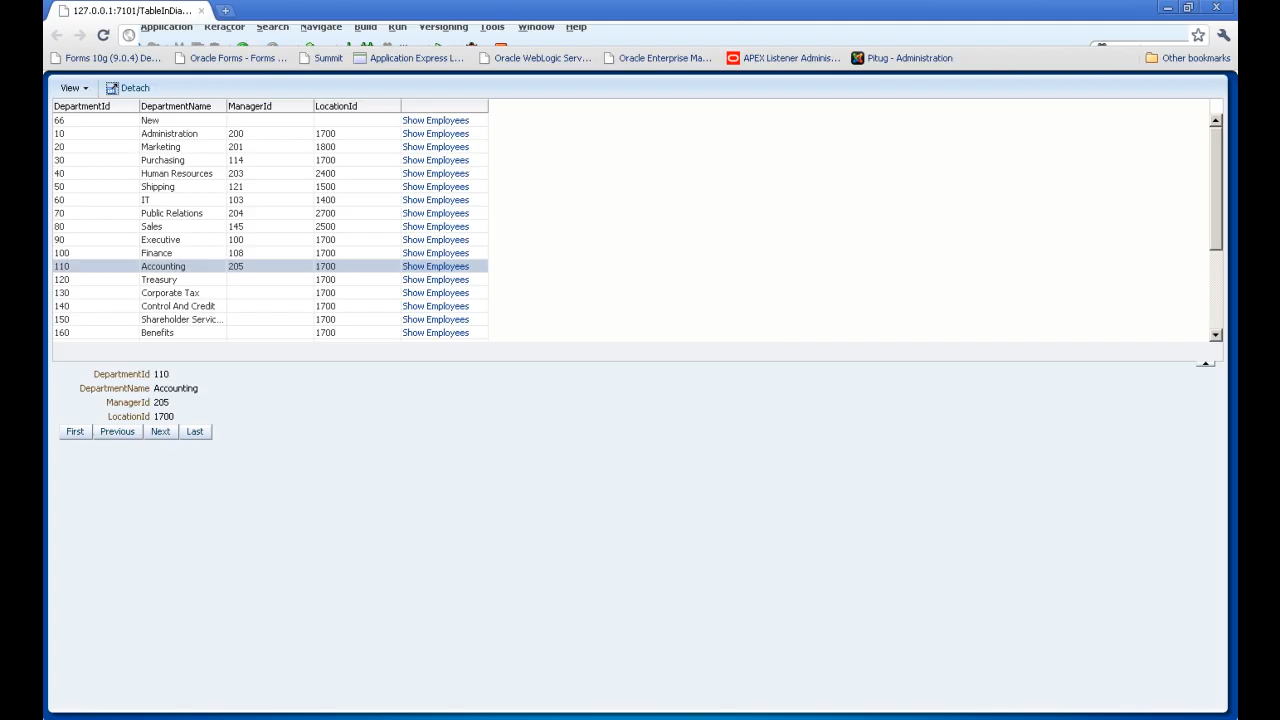 127.0.0.1:7101/TableInDia...
Application Refactor Search Navigate Build Run Versioning Tools Window Help
Forms 10g (9.0.4) De... Oracle Forms - Forms ... Summit Application Express L... Oracle WebLogic Serv... Oracle Enterprise Ma... APEX Listener Adminis... Pitug - Administration Other bookmarks
View Detach
DepartmentId DepartmentName ManagerId LocationId
66 New Show Employees
10 Administration 200 1700 Show Employees
20 Marketing 201 1800 Show Employees
30 Purchasing 114 1700 Show Employees
40 Human Resources 203 2400 Show Employees
50 Shipping 121 1500 Show Employees
60 IT 103 1400 Show Employees
70 Public Relations 204 2700 Show Employees
80 Sales 145 2500 Show Employees
90 Executive 100 1700 Show Employees
100 Finance 108 1700 Show Employees
110 Accounting 205 1700 Show Employees
120 Treasury 1700 Show Employees
130 Corporate Tax 1700 Show Employees
140 Control And Credit 1700 Show Employees
150 Shareholder Servic... 1700 Show Employees
160 Benefits 1700 Show Employees
DepartmentId 110
DepartmentName Accounting
ManagerId 205
LocationId 1700
First Previous Next Last